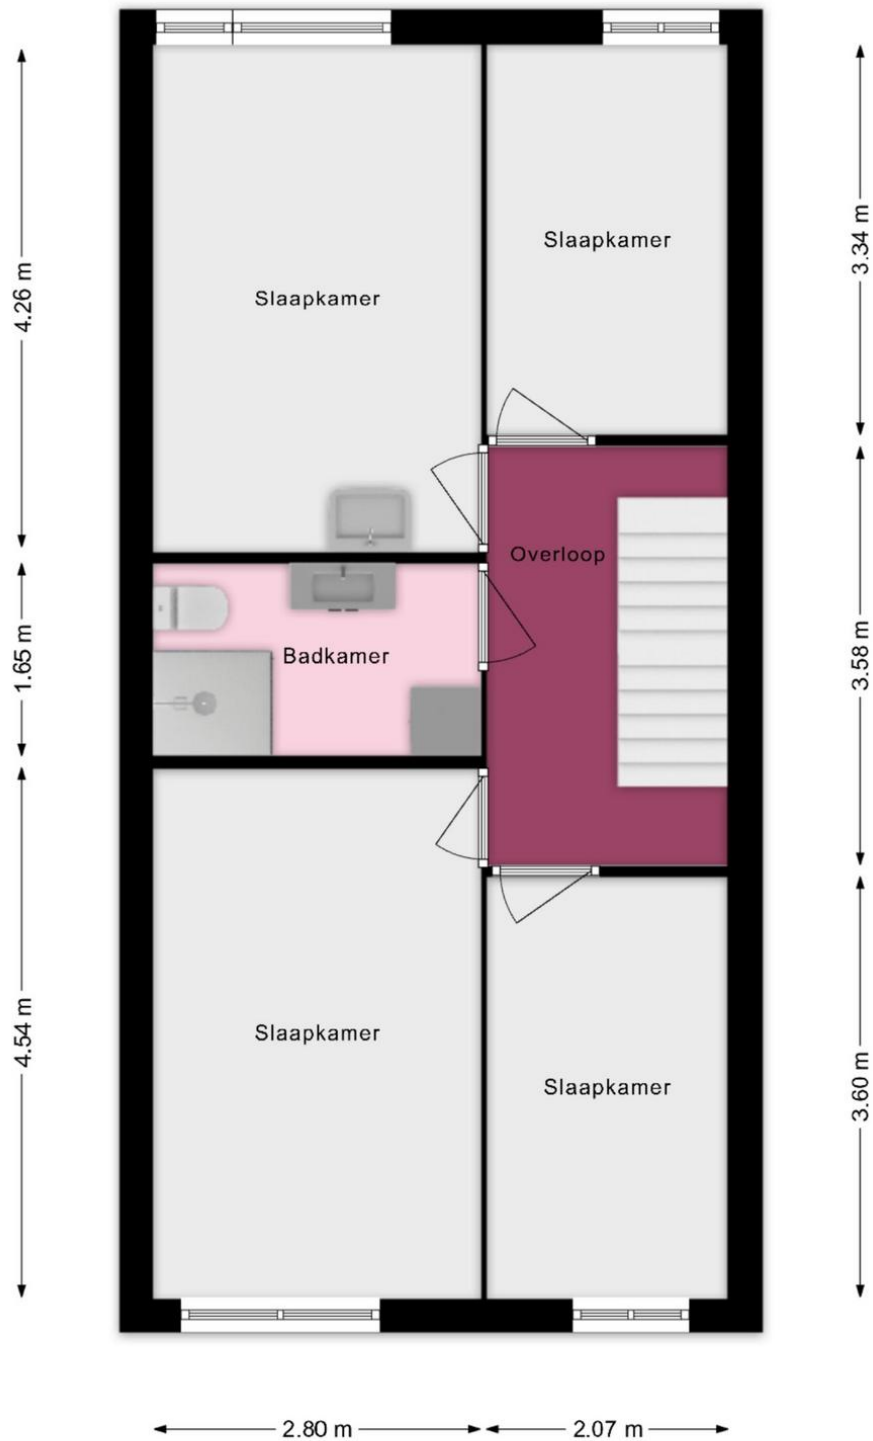 Slaapkamer
Slaapkamer
4.26 m
3.34 m
Overloop
Badkamer
1.65 m
3.58 m
Slaapkamer
Slaapkamer
4.54 m
3.60 m
2.80 m
2.07 m